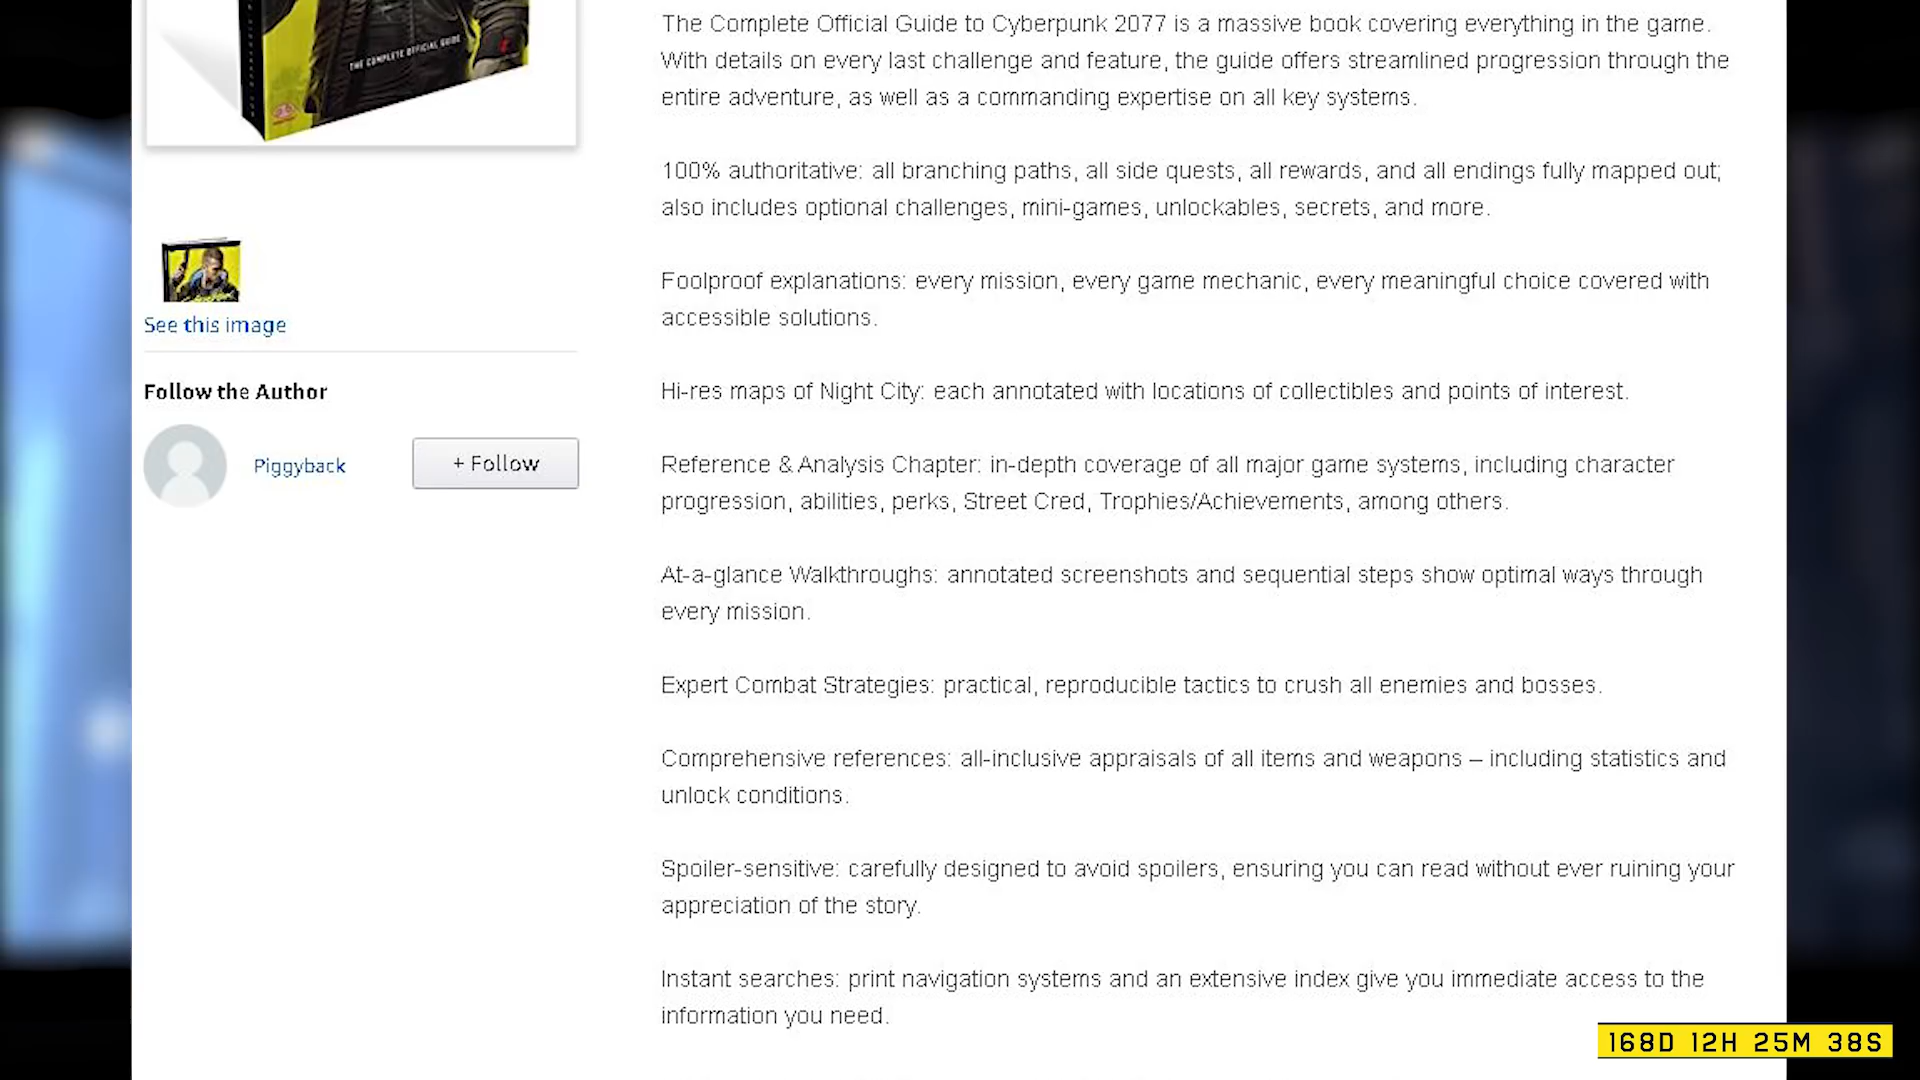 THE COMPLETE OFFICIAL GUIDE
See this image
Follow the Author
Piggyback
+ Follow
The Complete Official Guide to Cyberpunk 2077 is a massive book covering everything in the game.
With details on every last challenge and feature, the guide offers streamlined progression through the
entire adventure, as well as a commanding expertise on all key systems.
100% authoritative: all branching paths, all side quests, all rewards, and all endings fully mapped out;
also includes optional challenges, mini-games, unlockables, secrets, and more.
Foolproof explanations: every mission, every game mechanic, every meaningful choice covered with
accessible solutions.
Hi-res maps of Night City: each annotated with locations of collectibles and points of interest.
Reference & Analysis Chapter: in-depth coverage of all major game systems, including character
progression, abilities, perks, Street Cred, Trophies/Achievements, among others.
At-a-glance Walkthroughs: annotated screenshots and sequential steps show optimal ways through
every mission.
Expert Combat Strategies: practical, reproducible tactics to crush all enemies and bosses.
Comprehensive references: all-inclusive appraisals of all items and weapons – including statistics and
unlock conditions.
Spoiler-sensitive: carefully designed to avoid spoilers, ensuring you can read without ever ruining your
appreciation of the story.
Instant searches: print navigation systems and an extensive index give you immediate access to the
information you need.
168D 12H 25M 38S